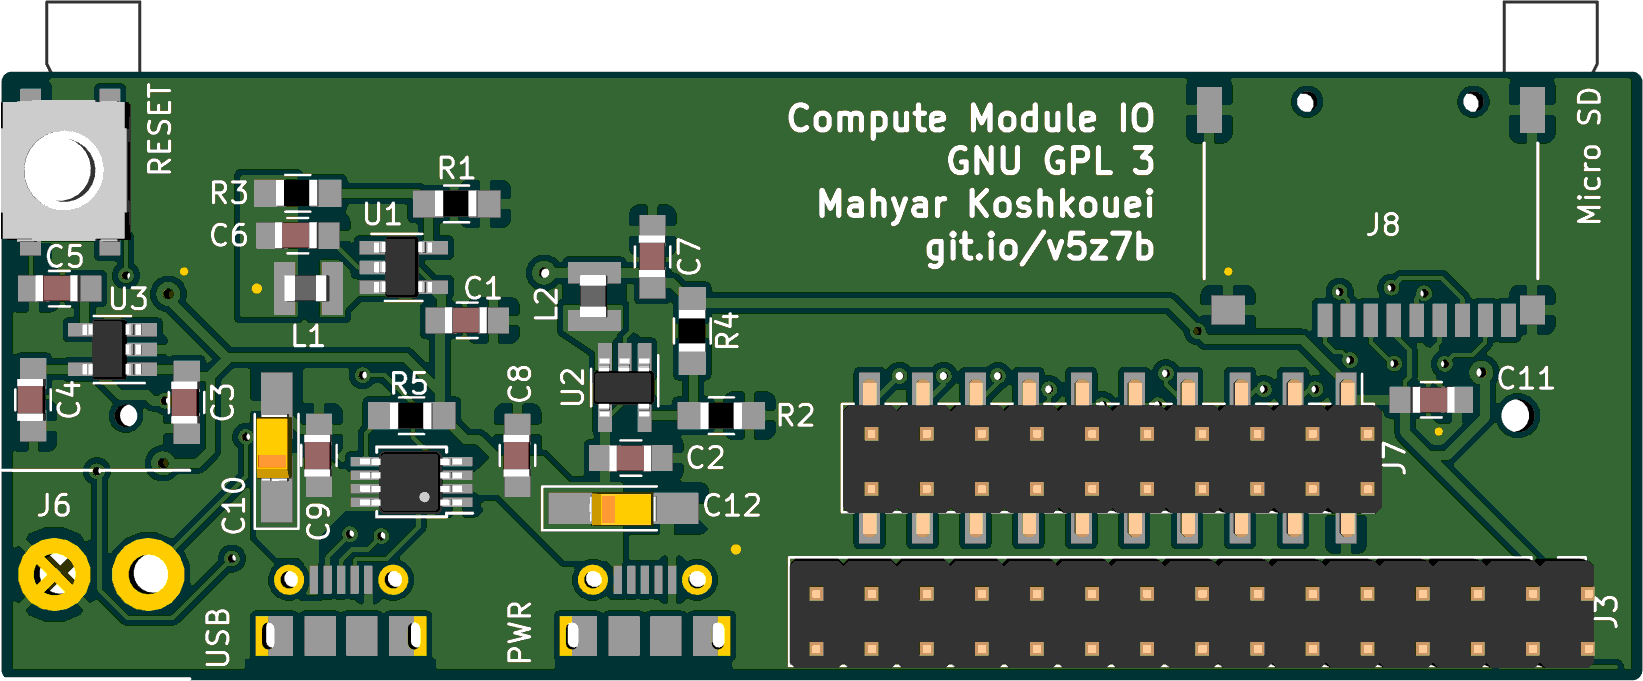 Compute Module IO
GNU GPL 3
Mahyar Koshkouei
git.io/v5z7b
RESET
Micro SD
R3
R1
C6
U1
J8
C5
U3
L1
C1
L2
C7
R4
C4
C3
R5
C8
U2
R2
C11
C2
J7
J6
C10
C9
C12
USB
PWR
J3